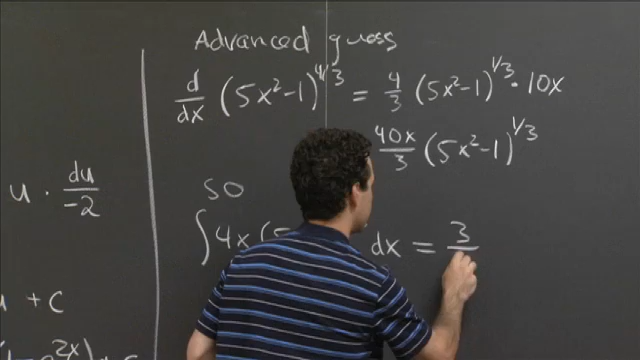 Advanced guess
d/dx (5x²-1)^4/3 = 4/3 (5x²-1)^1/3 · 10x
40x/3 (5x²-1)^1/3
u · du/-2
so
∫ 4x (5 dx = 3
+ c
2x